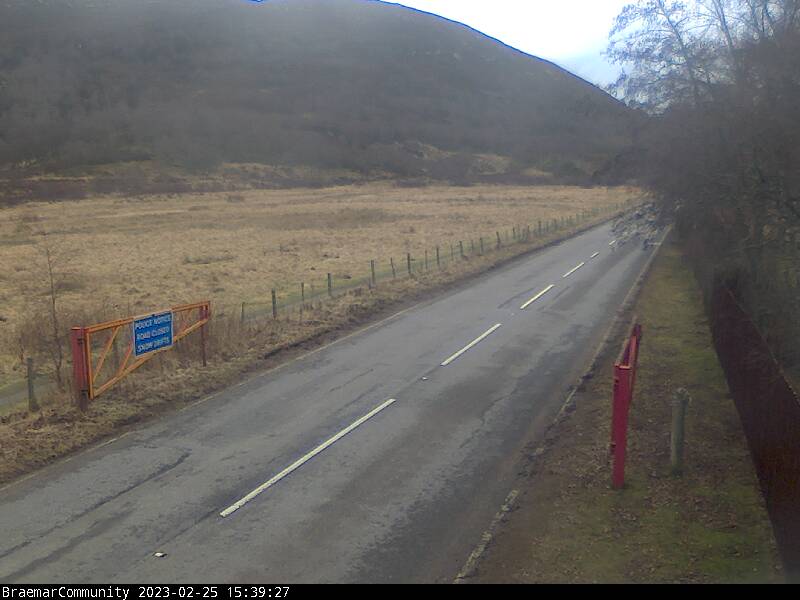 POLICE NOTICE
ROAD CLOSED
SNOW DRIFTS
BraemarCommunity 2023-02-25 15:39:27